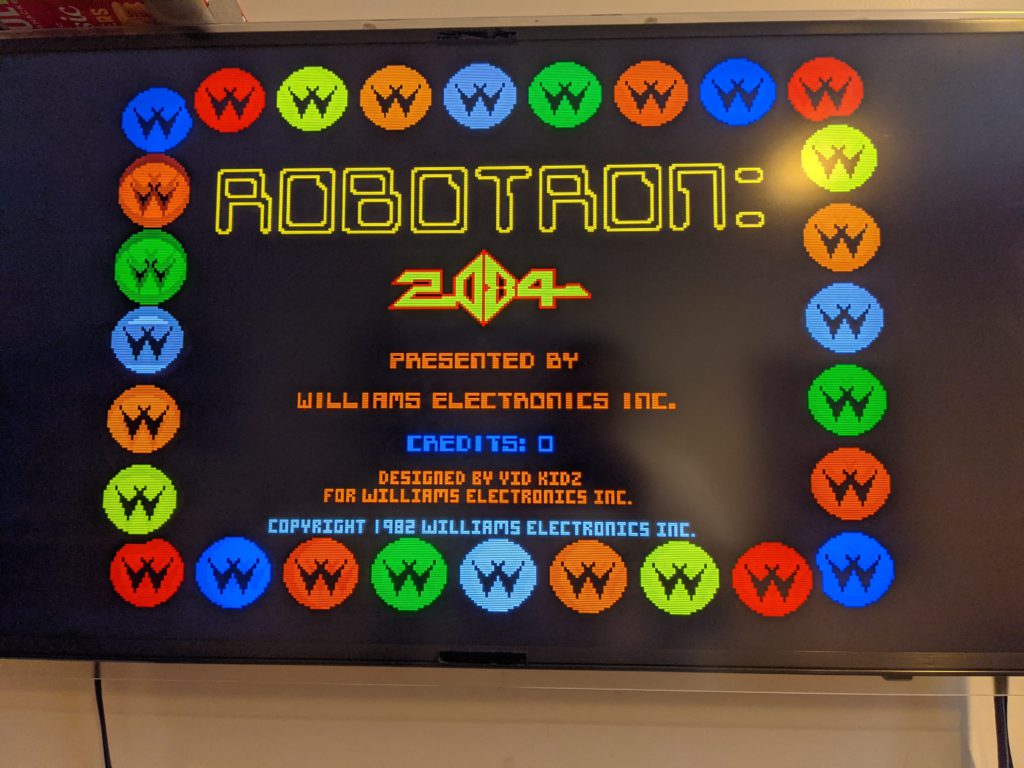 W W W W W W W W W
ROBOTRON:
2084
PRESENTED BY
WILLIAMS ELECTRONICS INC.
CREDITS: 0
DESIGNED BY VID KIDZ
FOR WILLIAMS ELECTRONICS INC.
COPYRIGHT 1982 WILLIAMS ELECTRONICS INC.
W W W W W W W W W